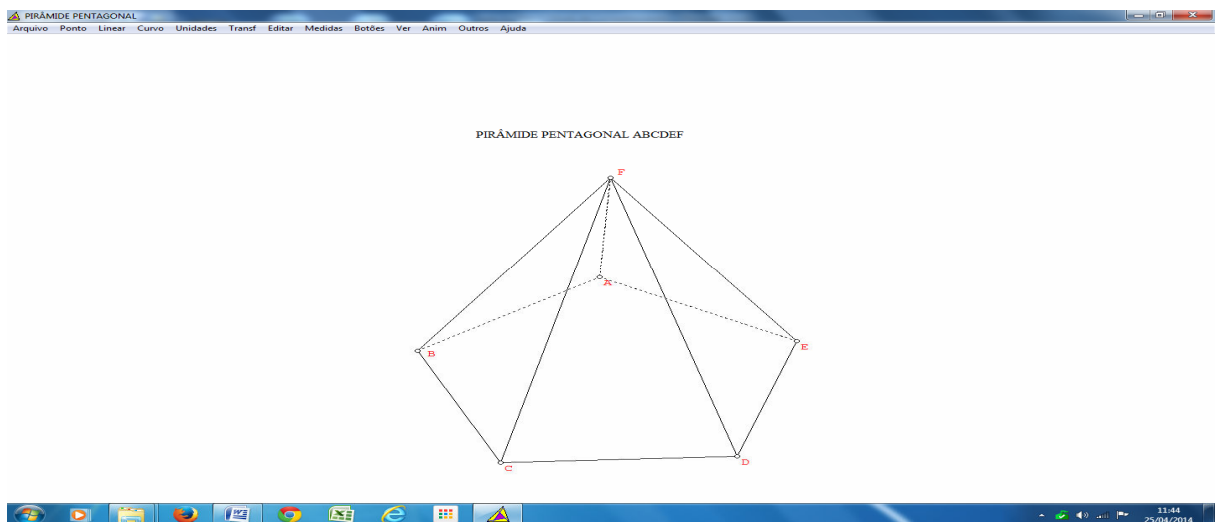 PIRÂMIDE PENTAGONAL
Arquivo Ponto Linear Curvo Unidades Transf Editar Medidas Botões Ver Anim Outros Ajuda
PIRÂMIDE PENTAGONAL ABCDEF
F
A
B
E
C
D
11:44
25/04/2014